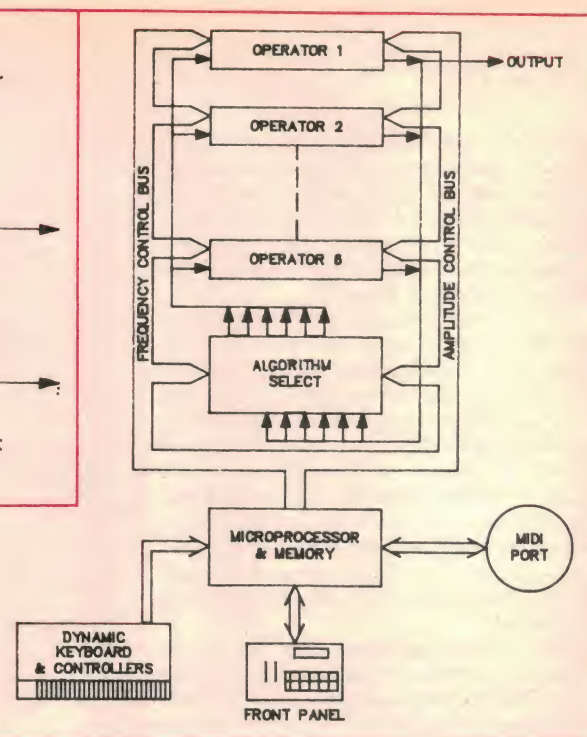 OPERATOR 1
OUTPUT
OPERATOR 2
FREQUENCY CONTROL BUS
AMPLITUDE CONTROL BUS
OPERATOR 6
ALGORITHM
SELECT
MICROPROCESSOR
& MEMORY
MIDI
PORT
DYNAMIC
KEYBOARD
& CONTROLLERS
FRONT PANEL